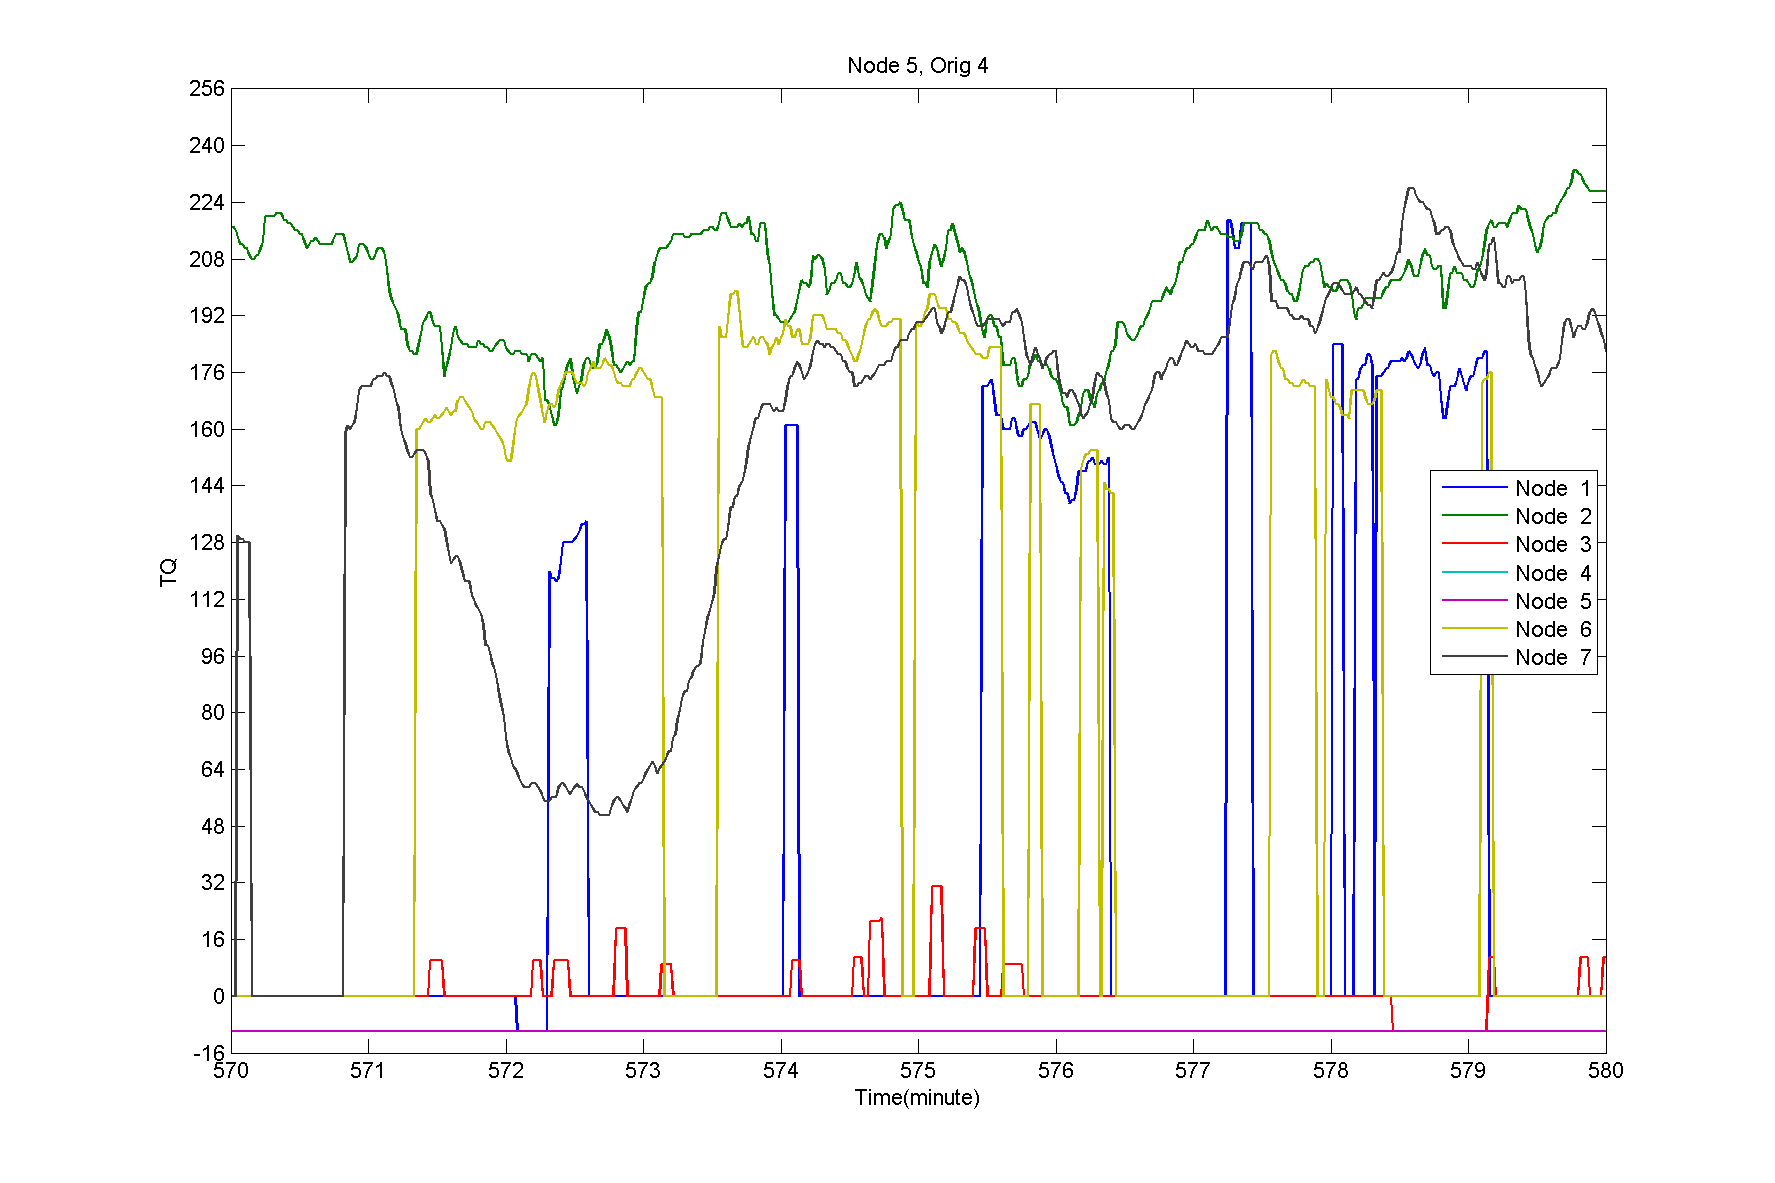 Node 5, Orig 4
256
240
224
208
192
176
160
144
128
112
96
80
64
48
32
16
0
-16
TQ
Node 1
Node 2
Node 3
Node 4
Node 5
Node 6
Node 7
570 571 572 573 574 575 576 577 578 579 580
Time(minute)